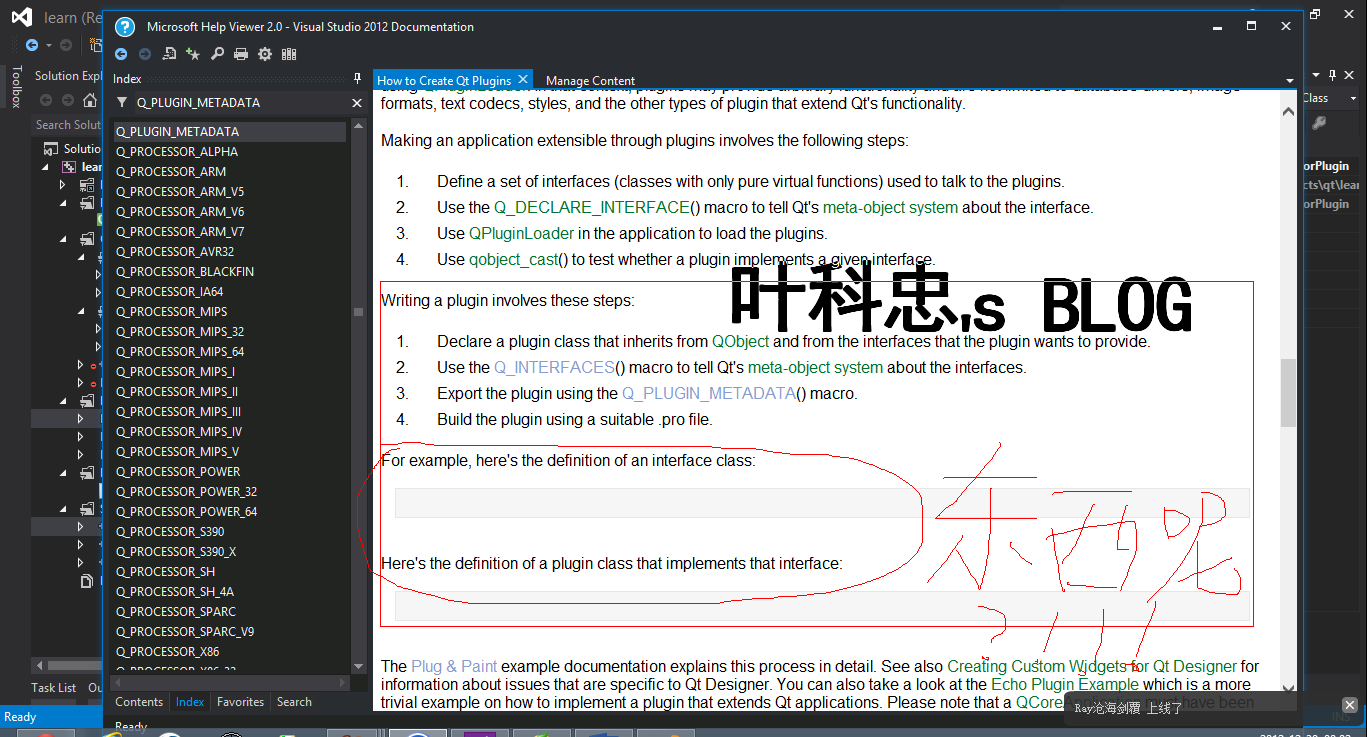 learn (Re
Microsoft Help Viewer 2.0 - Visual Studio 2012 Documentation
Toolbox
Solution Expl
Search Solut
Solutio
lear
Index
Q_PLUGIN_METADATA
Q_PLUGIN_METADATA
Q_PROCESSOR_ALPHA
Q_PROCESSOR_ARM
Q_PROCESSOR_ARM_V5
Q_PROCESSOR_ARM_V6
Q_PROCESSOR_ARM_V7
Q_PROCESSOR_AVR32
Q_PROCESSOR_BLACKFIN
Q_PROCESSOR_IA64
Q_PROCESSOR_MIPS
Q_PROCESSOR_MIPS_32
Q_PROCESSOR_MIPS_64
Q_PROCESSOR_MIPS_I
Q_PROCESSOR_MIPS_II
Q_PROCESSOR_MIPS_III
Q_PROCESSOR_MIPS_IV
Q_PROCESSOR_MIPS_V
Q_PROCESSOR_POWER
Q_PROCESSOR_POWER_32
Q_PROCESSOR_POWER_64
Q_PROCESSOR_S390
Q_PROCESSOR_S390_X
Q_PROCESSOR_SH
Q_PROCESSOR_SH_4A
Q_PROCESSOR_SPARC
Q_PROCESSOR_SPARC_V9
Q_PROCESSOR_X86
Q_PROCESSOR_X86_32
Contents Index Favorites Search
Ready
Task List Ou
Ready
How to Create Qt Plugins Manage Content
formats, text codecs, styles, and the other types of plugin that extend Qt's functionality.
Making an application extensible through plugins involves the following steps:
1. Define a set of interfaces (classes with only pure virtual functions) used to talk to the plugins.
2. Use the Q_DECLARE_INTERFACE() macro to tell Qt's meta-object system about the interface.
3. Use QPluginLoader in the application to load the plugins.
4. Use qobject_cast() to test whether a plugin implements a given interface.
叶科忠,s BLOG
Writing a plugin involves these steps:
1. Declare a plugin class that inherits from QObject and from the interfaces that the plugin wants to provide.
2. Use the Q_INTERFACES() macro to tell Qt's meta-object system about the interfaces.
3. Export the plugin using the Q_PLUGIN_METADATA() macro.
4. Build the plugin using a suitable .pro file.
For example, here's the definition of an interface class:
Here's the definition of a plugin class that implements that interface:
The Plug & Paint example documentation explains this process in detail. See also Creating Custom Widgets for Qt Designer for
information about issues that are specific to Qt Designer. You can also take a look at the Echo Plugin Example which is a more
trivial example on how to implement a plugin that extends Qt applications. Please note that a QCoreA must have been
Ray沧海剑覆 上线了
Class
orPlugin
cts\qt\lear
orPlugin
INS